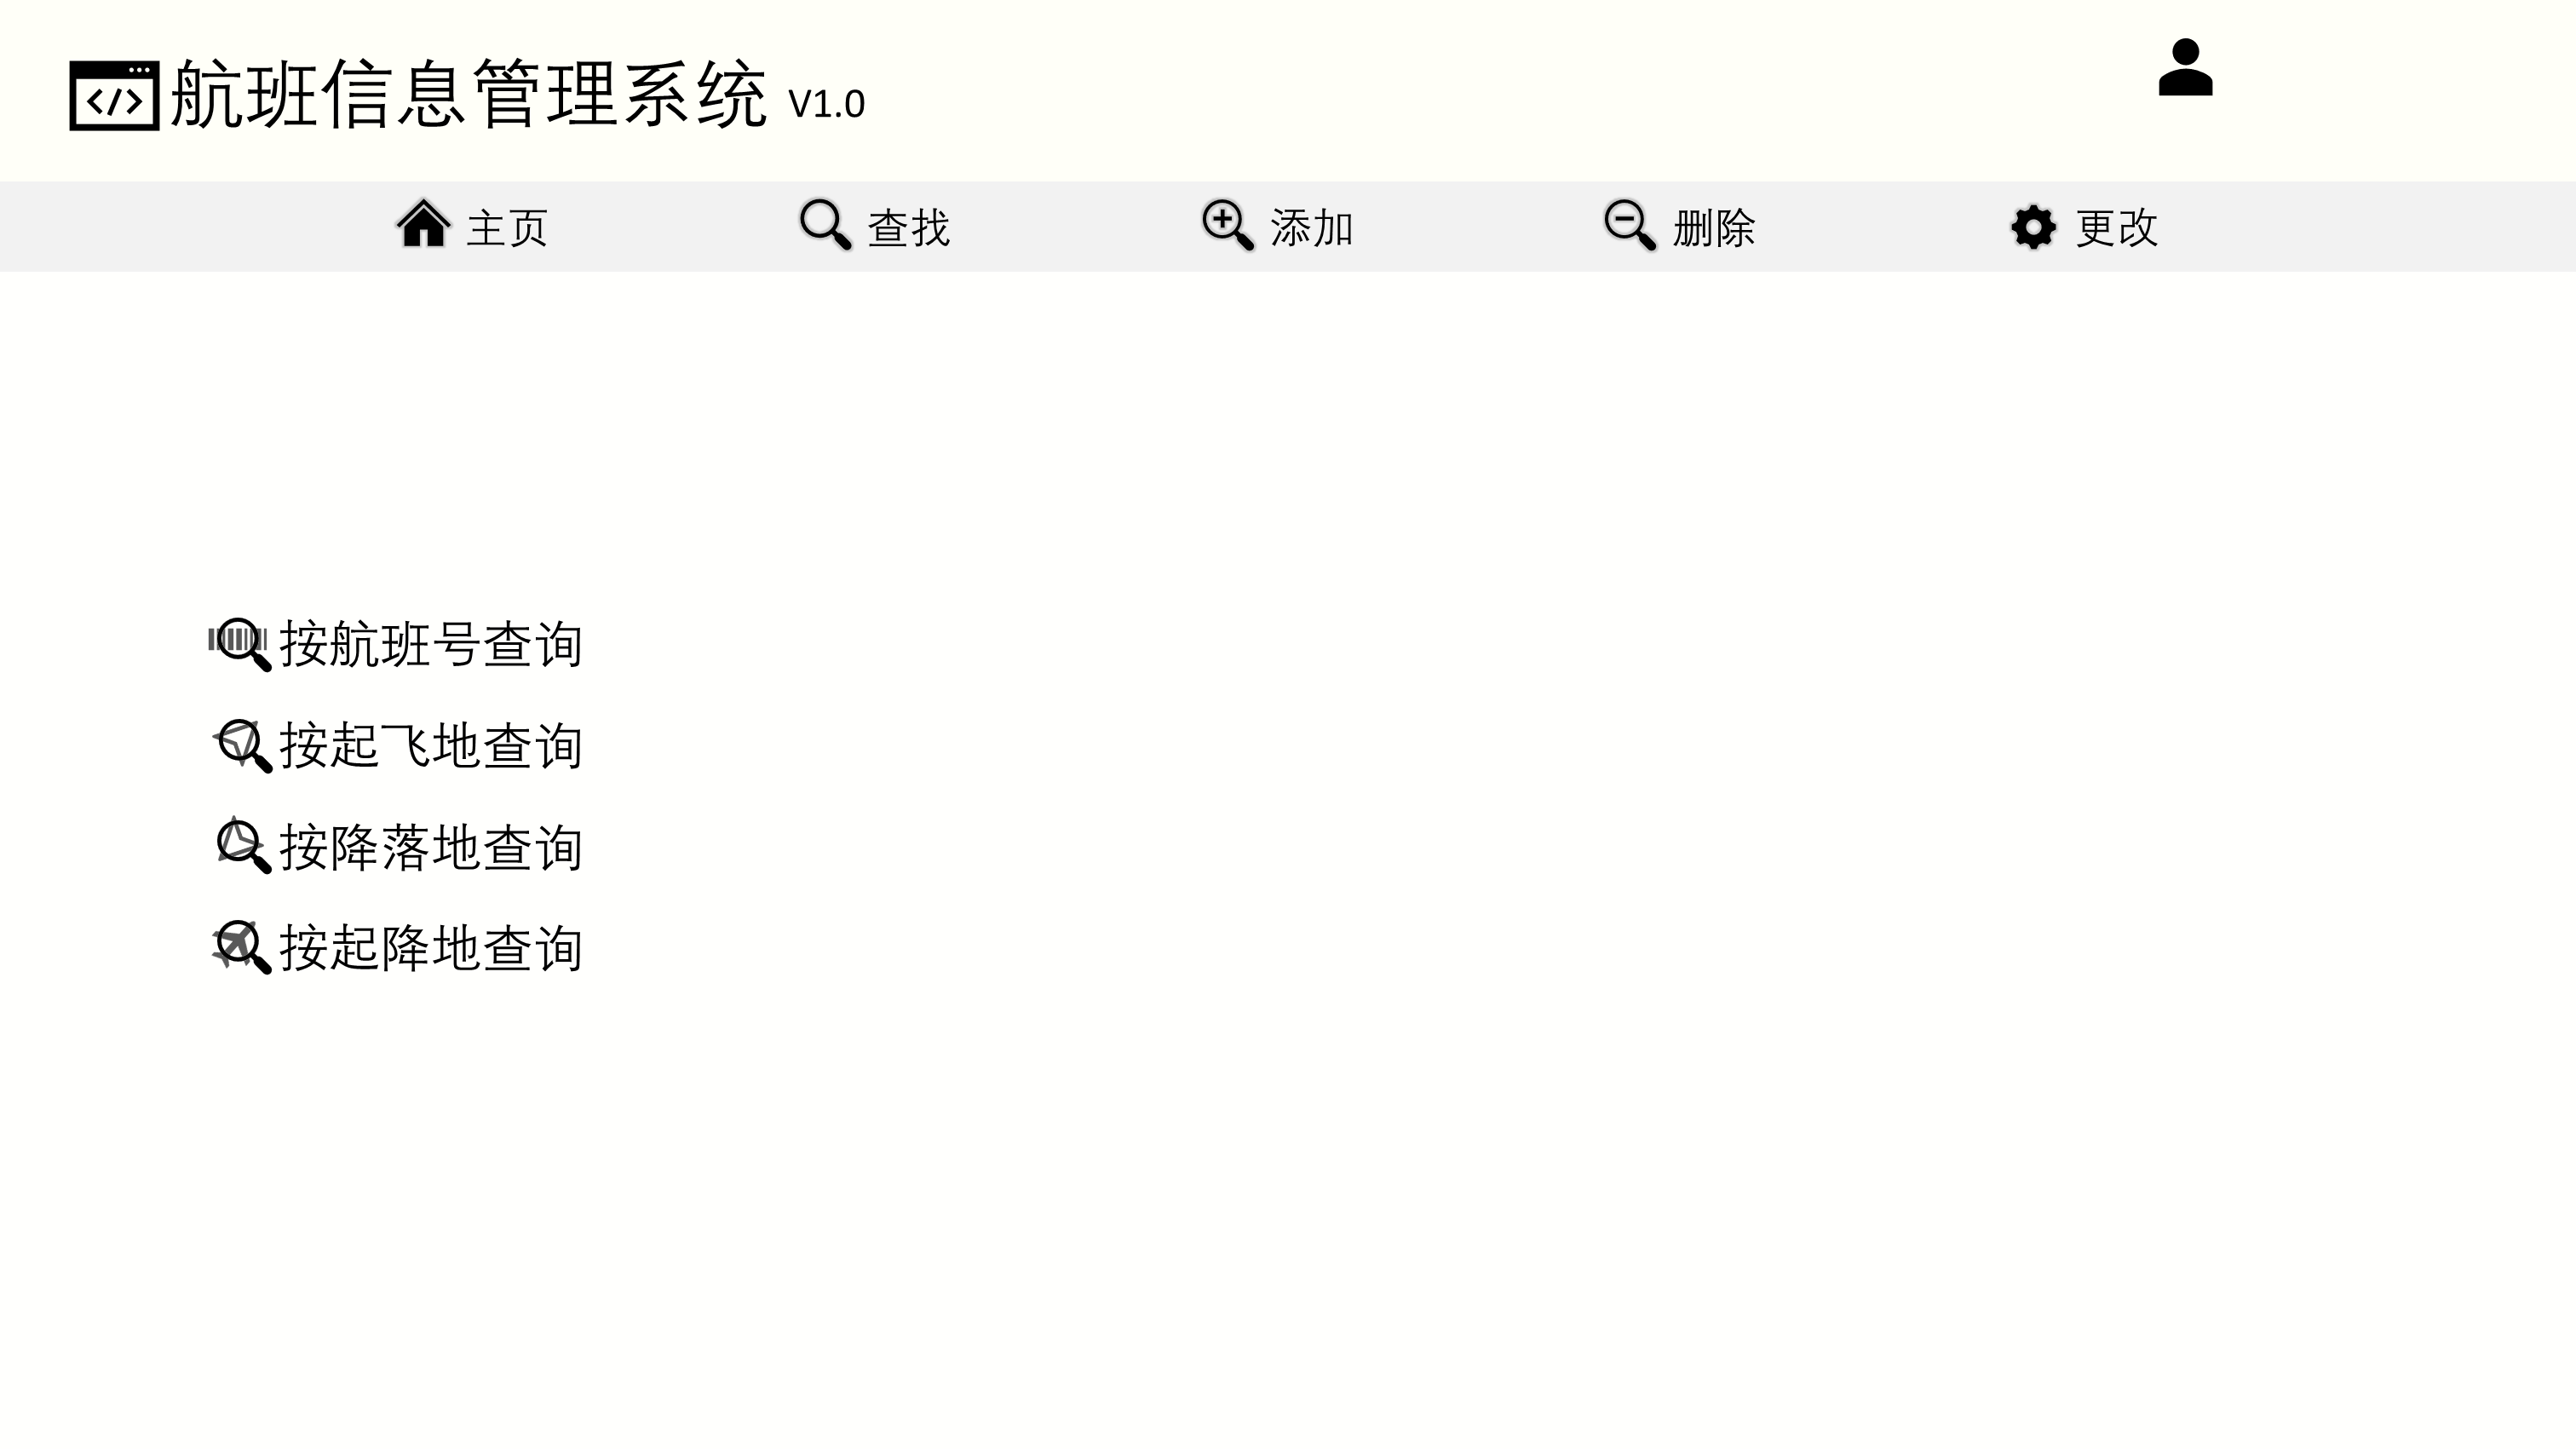 航班信息管理系统 V1.0
主页 查找 添加 删除 更改
按航班号查询
按起飞地查询
按降落地查询
按起降地查询